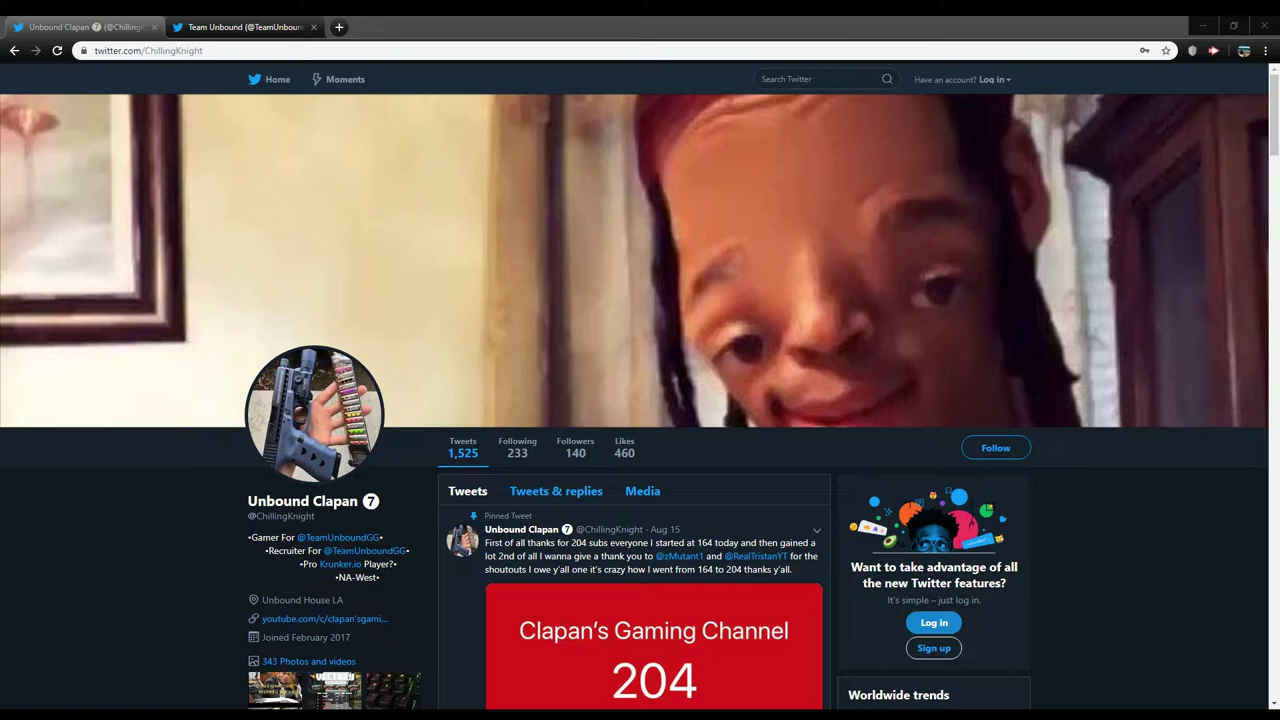 Unbound Clapan 7 (@Chilling
Team Unbound (@TeamUnboun
twitter.com/ChillingKnight
Home
Moments
Search Twitter
Have an account? Log in
Tweets
1,525
Following
233
Followers
140
Likes
460
Follow
Unbound Clapan 7
@ChillingKnight
•Gamer For @TeamUnboundGG•
•Recruiter For @TeamUnboundGG•
•Pro Krunker.io Player?•
•NA-West•
Unbound House LA
youtube.com/c/clapan'sgami...
Joined February 2017
343 Photos and videos
Tweets
Tweets & replies
Media
Pinned Tweet
Unbound Clapan 7 @ChillingKnight · Aug 15
First of all thanks for 204 subs everyone I started at 164 today and then gained a
lot 2nd of all I wanna give a thank you to @zMutant1 and @RealTristanYT for the
shoutouts I owe y'all one it's crazy how I went from 164 to 204 thanks y'all.
Clapan's Gaming Channel
204
Want to take advantage of all
the new Twitter features?
It's simple – just log in.
Log in
Sign up
Worldwide trends